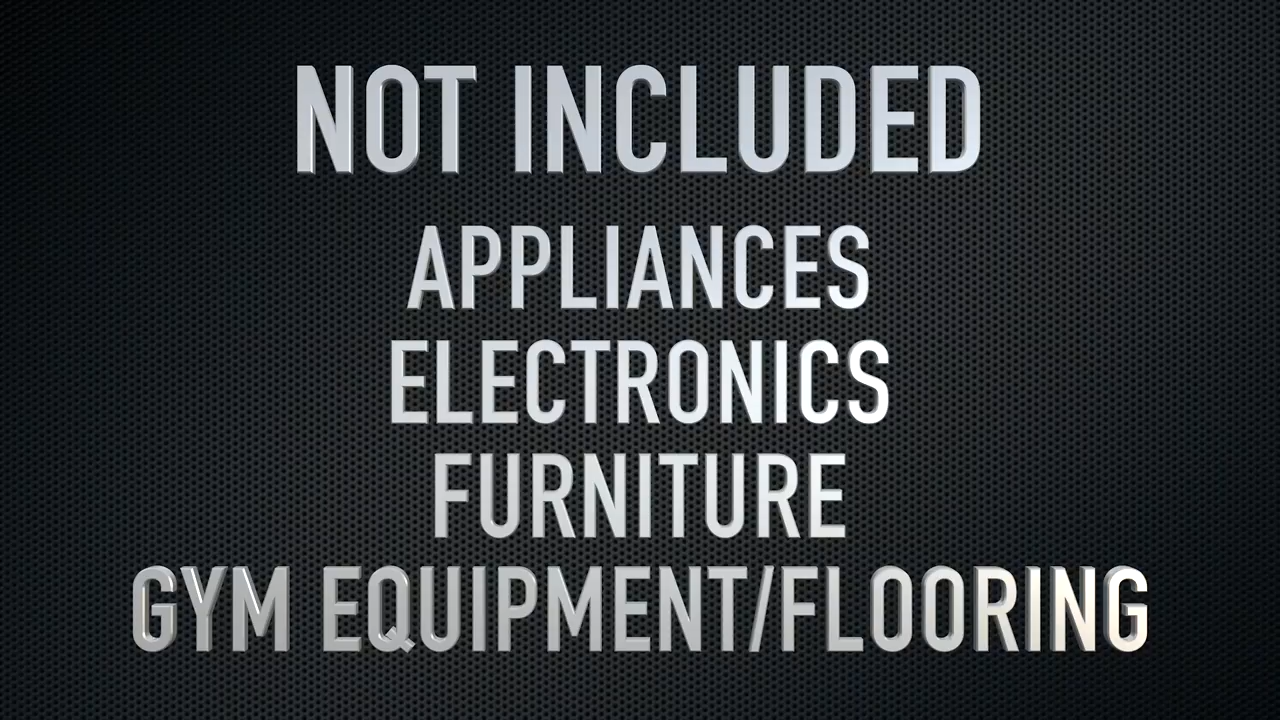 NOT INCLUDED
APPLIANCES
ELECTRONICS
FURNITURE
GYM EQUIPMENT/FLOORING